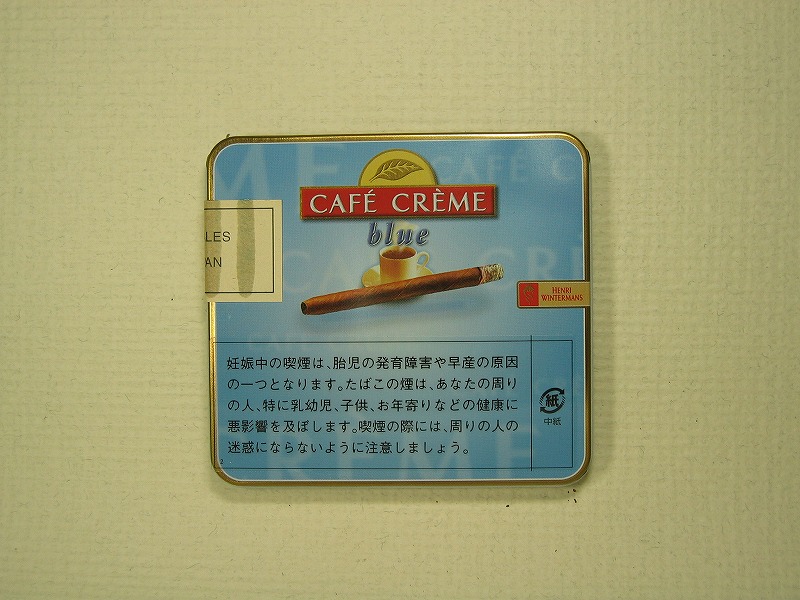 CAFÉ C
ME
CAFÉ CRÈME
blue
LES
AN
CA
CRÈ
HENRI
WINTERMANS
妊娠中の喫煙は、胎児の発育障害や早産の原因
の一つとなります。たばこの煙は、あなたの周り
の人、特に乳幼児、子供、お年寄りなどの健康に
悪影響を及ぼします。喫煙の際には、周りの人の
迷惑にならないように注意しましょう。
紙
中紙
2